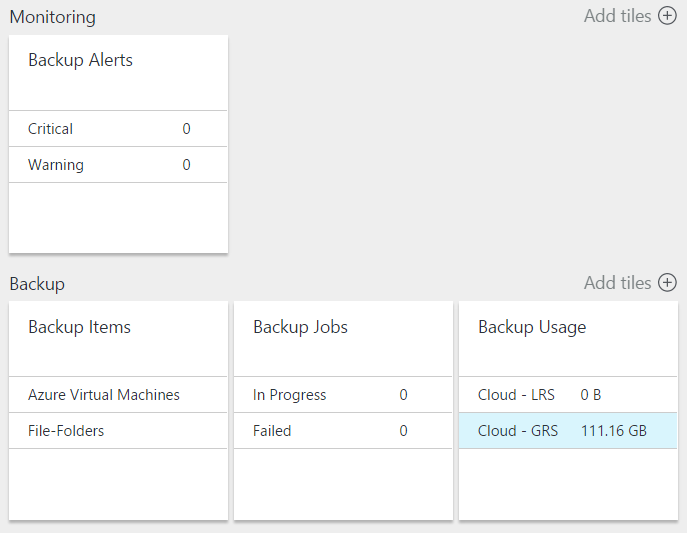 Monitoring
Add tiles
Backup Alerts
Critical 0
Warning 0
Backup
Add tiles
Backup Items
Azure Virtual Machines
File-Folders
Backup Jobs
In Progress 0
Failed 0
Backup Usage
Cloud - LRS 0 B
Cloud - GRS 111.16 GB